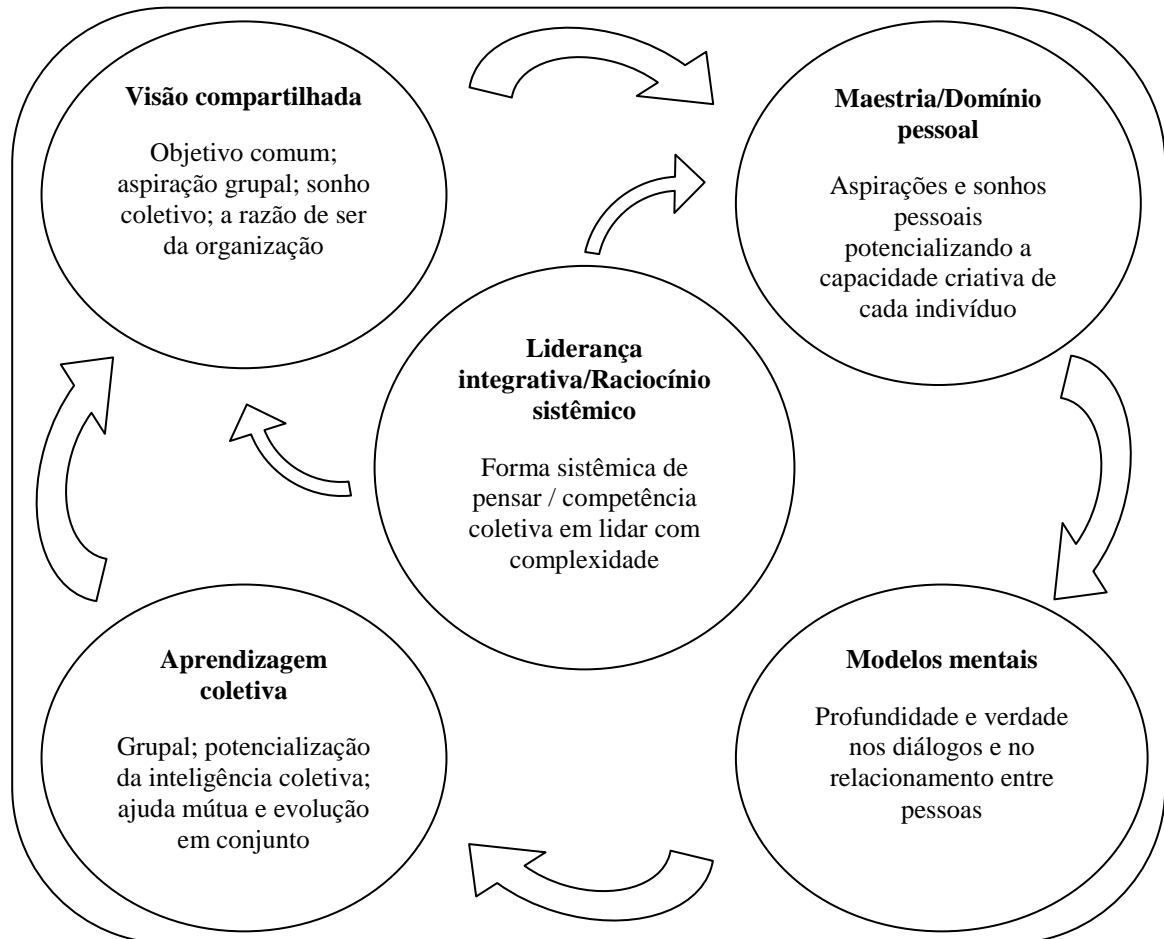 Visão compartilhada
Objetivo comum;
aspiração grupal; sonho
coletivo; a razão de ser
da organização
Maestria/Domínio
pessoal
Aspirações e sonhos
pessoais
potencializando a
capacidade criativa de
cada indivíduo
Liderança
integrativa/Raciocínio
sistêmico
Forma sistêmica de
pensar / competência
coletiva em lidar com
complexidade
Aprendizagem
coletiva
Grupal; potencialização
da inteligência coletiva;
ajuda mútua e evolução
em conjunto
Modelos mentais
Profundidade e verdade
nos diálogos e no
relacionamento entre
pessoas